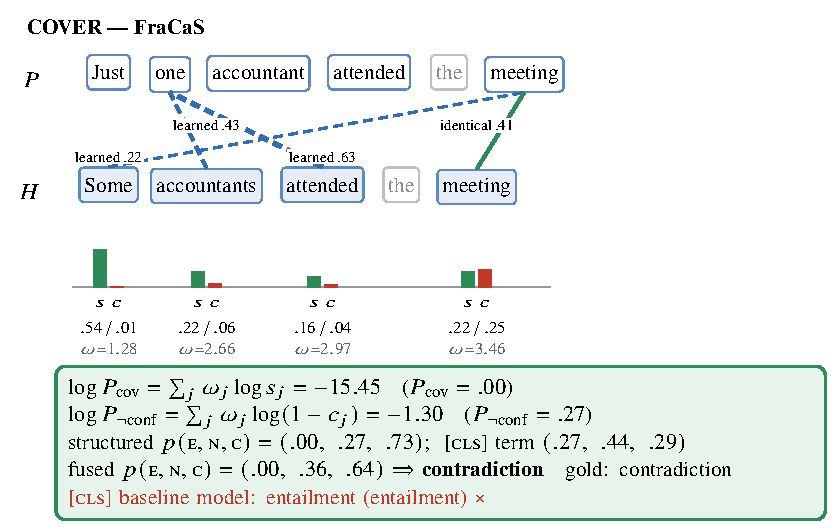 COVER — FraCaS
P Just one accountant attended the meeting
learned .43 identical .41
learned .22 learned .63
H Some accountants attended the meeting
s c s c s c s c
.54 / .01 .22 / .06 .16 / .04 .22 / .25
ω=1.28 ω=2.66 ω=2.97 ω=3.46
log P_cov = ∑_j ω_j log s_j = −15.45 (P_cov = .00)
log P_¬conf = ∑_j ω_j log(1 − c_j) = −1.30 (P_¬conf = .27)
structured p(E, N, C) = (.00, .27, .73); [CLS] term (.27, .44, .29)
fused p(E, N, C) = (.00, .36, .64) ⟹ contradiction gold: contradiction
[CLS] baseline model: entailment (entailment) ×